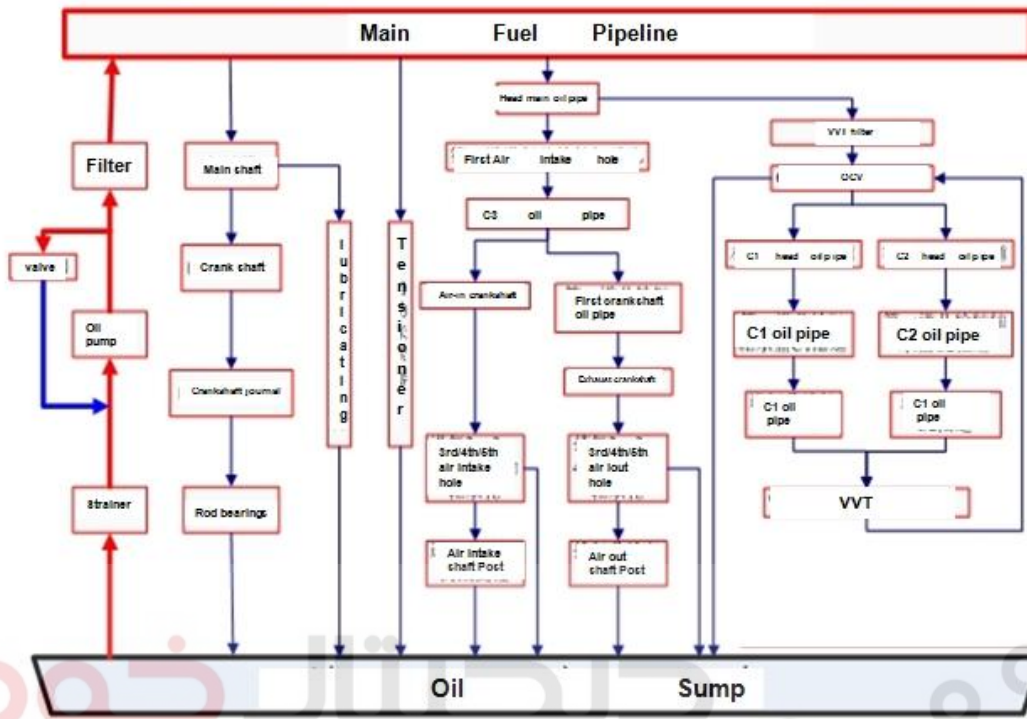 Main Fuel Pipeline
Head main oil pipe
VVT filter
Filter
Main shaft
First Air intake hole
OCV
C3 oil pipe
lubricating
Tensioner
valve
Crank shaft
C1 head oil pipe
C2 head oil pipe
Air-in crankshaft
First crankshaft
oil pipe
Oil
pump
C1 oil pipe
C2 oil pipe
Crankshaft journal
Exhaust crankshaft
C1 oil
pipe
C1 oil
pipe
3rd/4th/5th
air intake
hole
3rd/4th/5th
air iout
hole
Strainer
Rod bearings
VVT
Air intake
shaft Post
Air out
shaft Post
Oil Sump